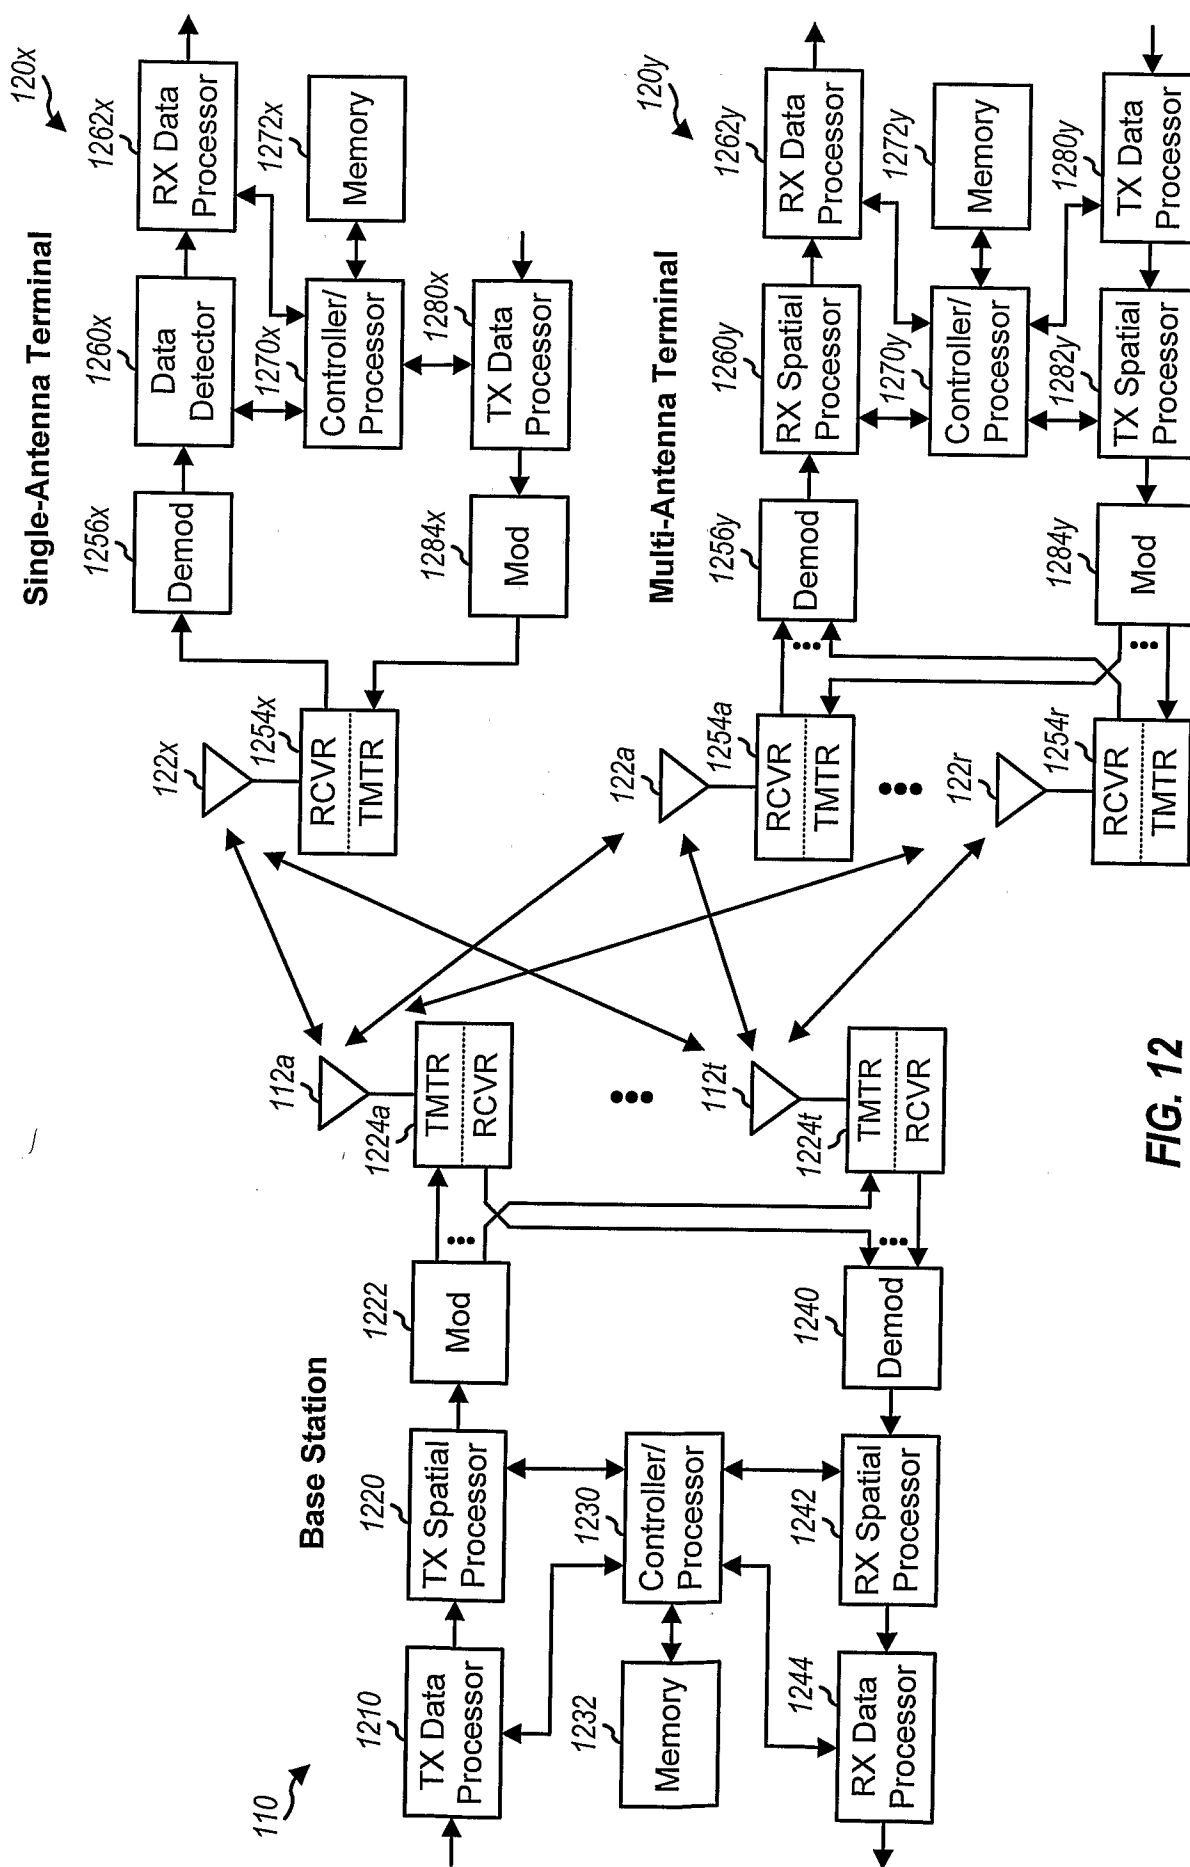 110
Base Station
1210
TX Data
Processor
1220
TX Spatial
Processor
1222
Mod
1224a
TMTR
RCVR
112a
1232
Memory
1230
Controller/
Processor
1244
RX Data
Processor
1242
RX Spatial
Processor
1240
Demod
1224t
TMTR
RCVR
112t
Single-Antenna Terminal
120x
122x
1254x
RCVR
TMTR
1256x
Demod
1260x
Data
Detector
1262x
RX Data
Processor
1270x
Controller/
Processor
1272x
Memory
1280x
TX Data
Processor
1284x
Mod
Multi-Antenna Terminal
120y
122a
1254a
RCVR
TMTR
122r
1254r
RCVR
TMTR
1256y
Demod
1260y
RX Spatial
Processor
1262y
RX Data
Processor
1270y
Controller/
Processor
1272y
Memory
1284y
Mod
1282y
TX Spatial
Processor
1280y
TX Data
Processor
FIG. 12